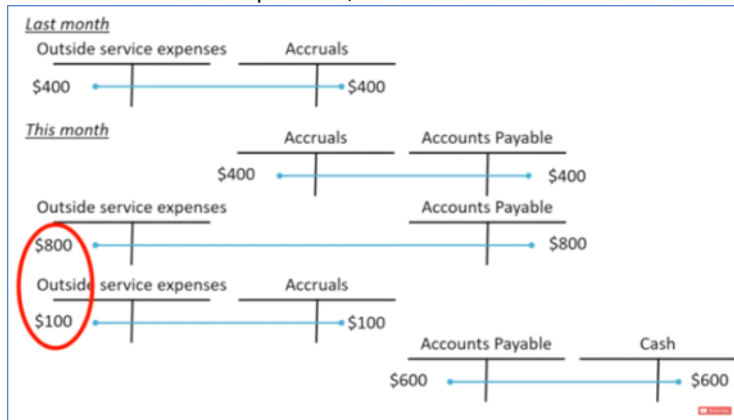 Last month
Outside service expenses Accruals
$400 $400
This month
Accruals Accounts Payable
$400 $400
Outside service expenses Accounts Payable
$800 $800
Outside service expenses Accruals
$100 $100
Accounts Payable Cash
$600 $600